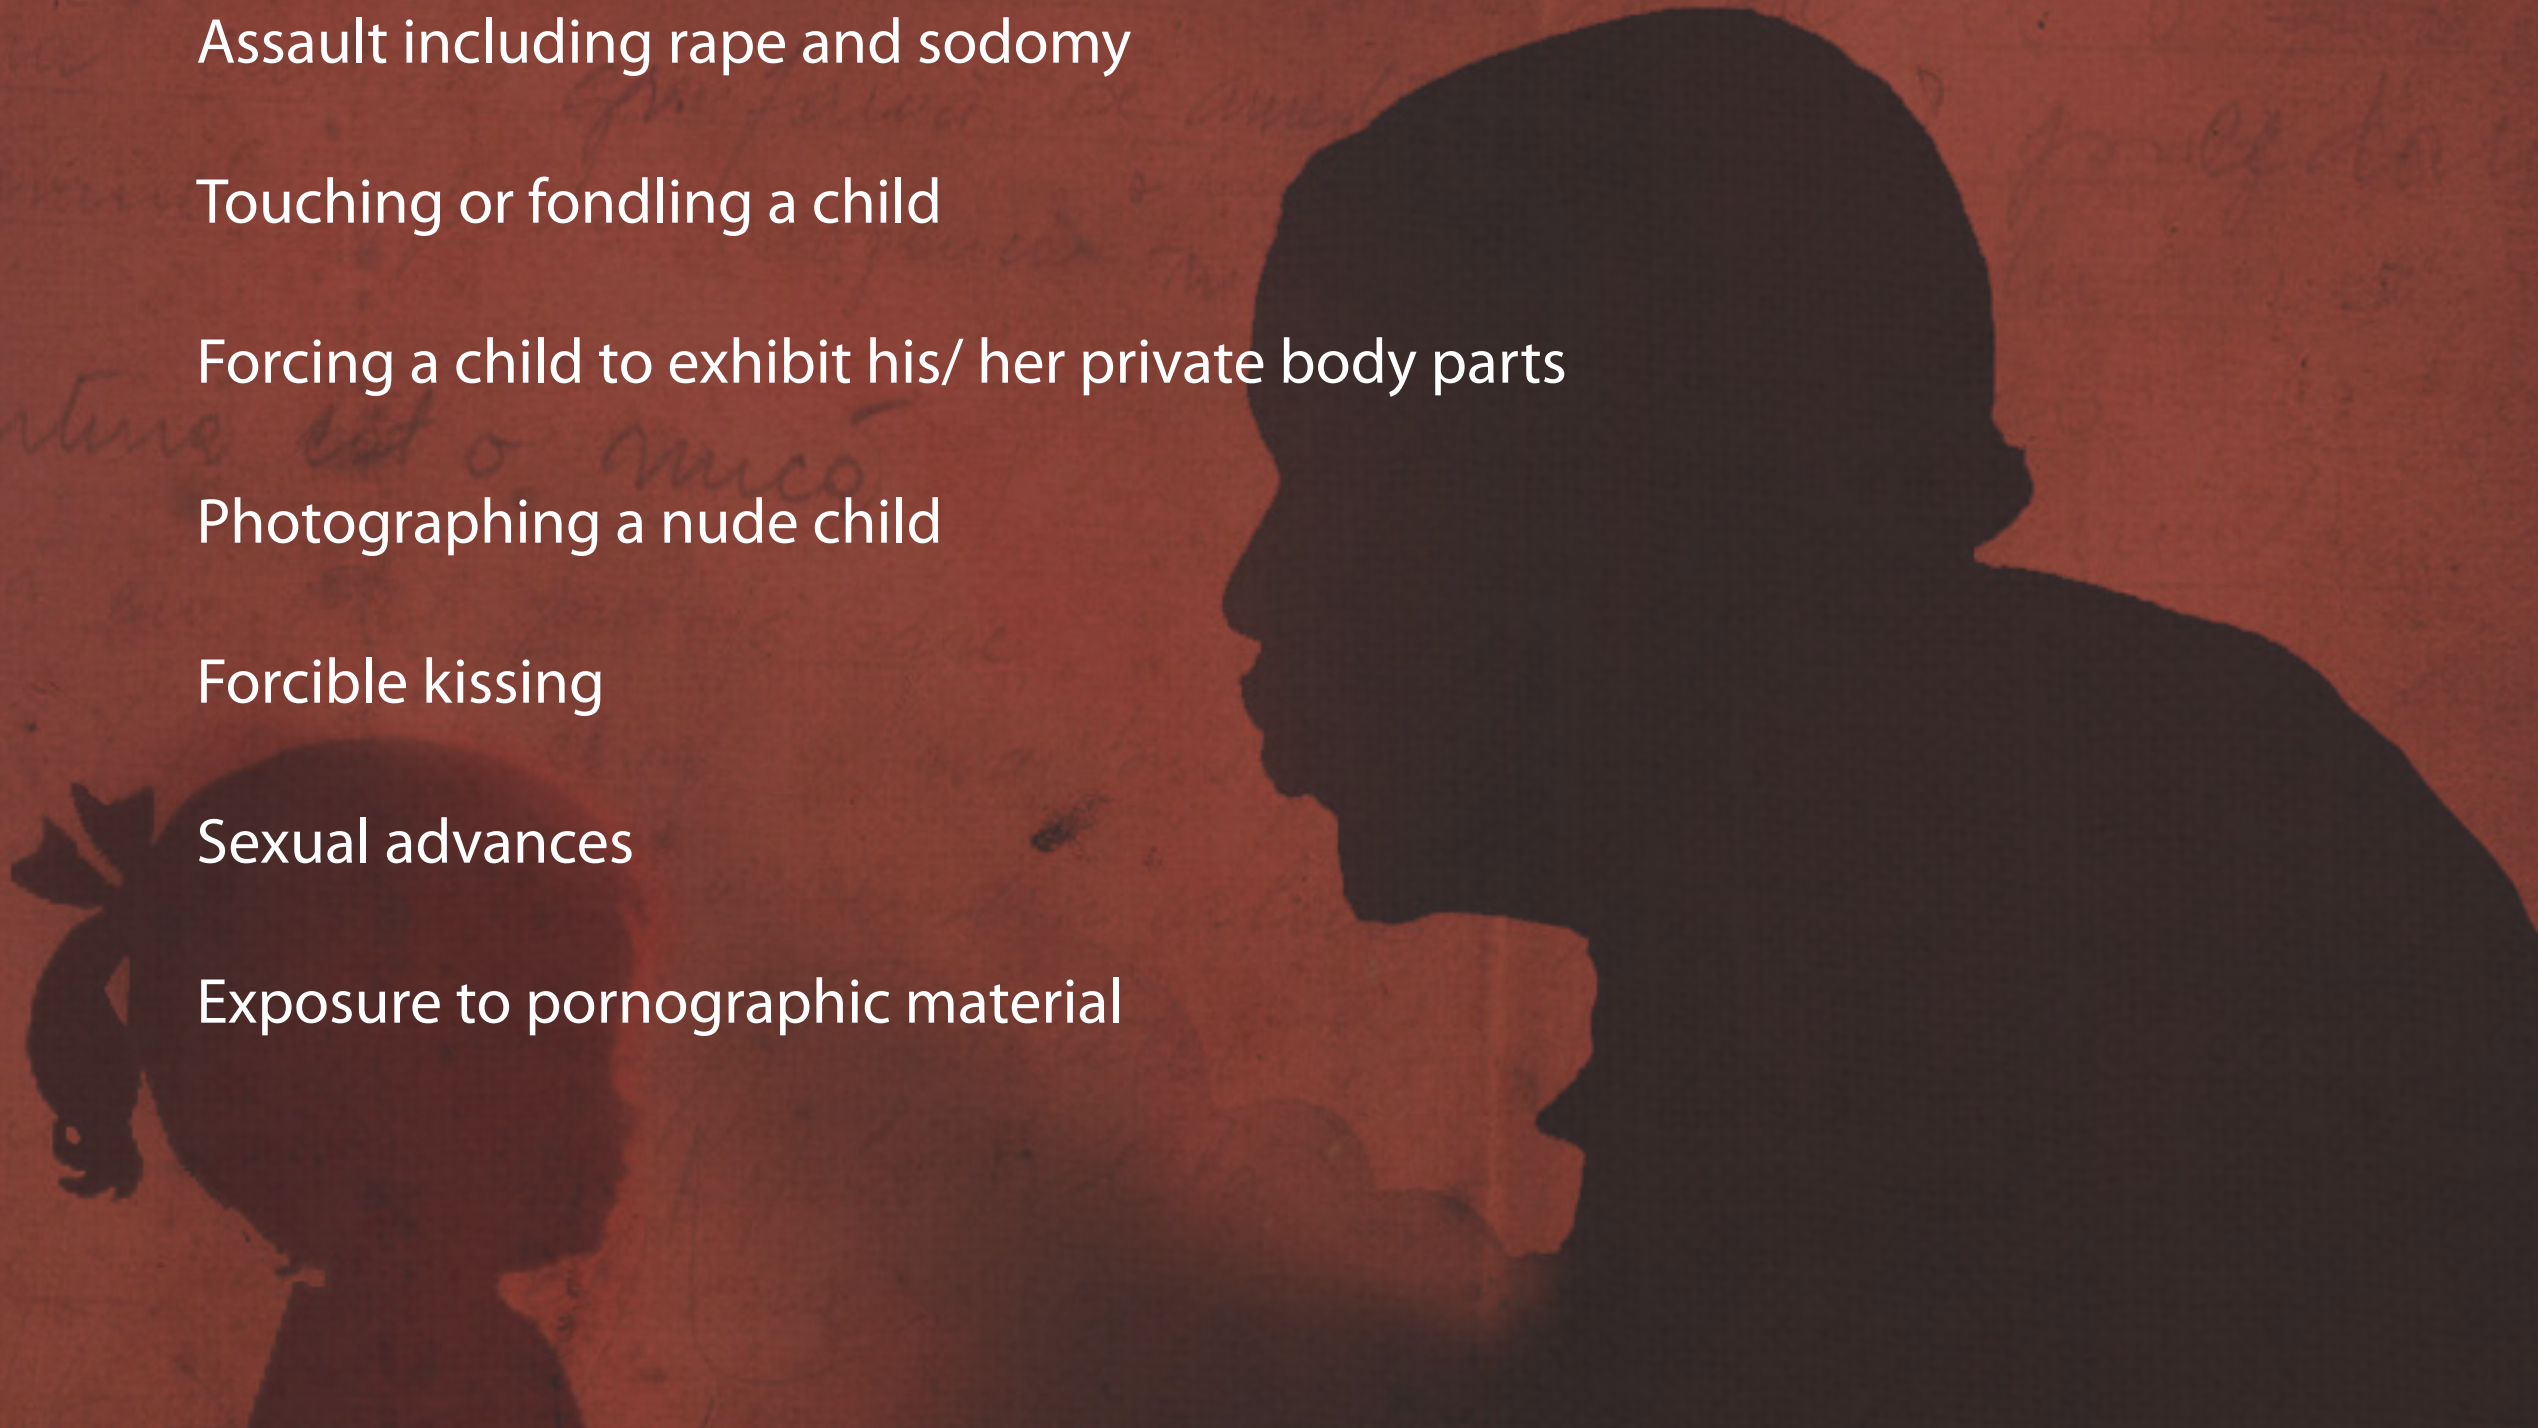 Assault including rape and sodomy
Touching or fondling a child
Forcing a child to exhibit his/ her private body parts
Photographing a nude child
Forcible kissing
Sexual advances
Exposure to pornographic material